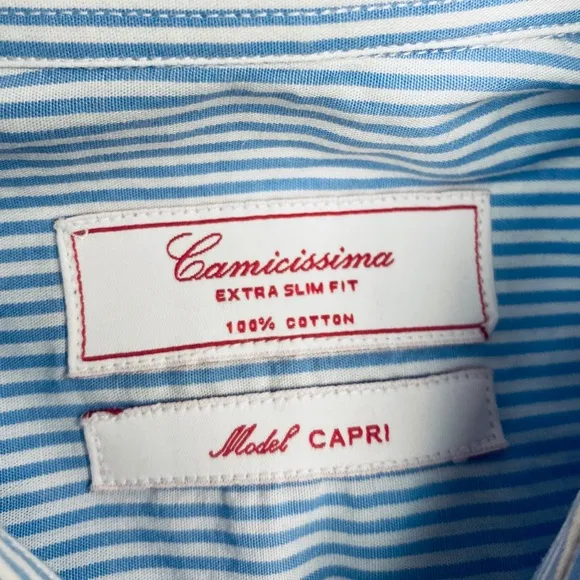 Camicissima
EXTRA SLIM FIT
100% COTTON
Model CAPRI